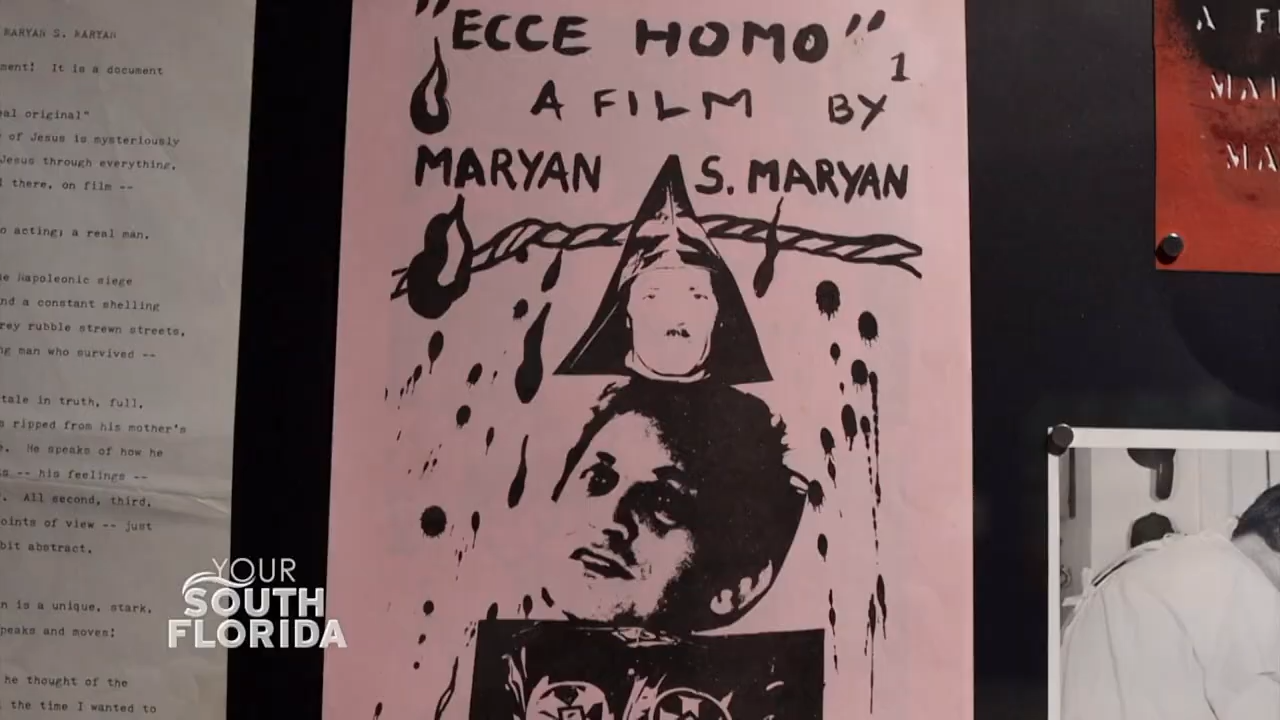 MARYAN S. MARYAN
ment! It is a document
eal original"
of Jesus is mysteriously
Jesus through everything.
there, on film --
o acting; a real man.
Napoleonic siege
nd a constant shelling
rey rubble strewn streets,
ng man who survived --
tale in truth, full,
s ripped from his mother's
e. He speaks of how he
s -- his feelings --
. All second, third,
oints of view -- just
bit abstract.
n is a unique, stark,
peaks and moves!
he thought of the
the time I wanted to
"ECCE HOMO" 1
A FILM BY
MARYAN S. MARYAN
A F
MA
MA
YOUR
SOUTH
FLORIDA